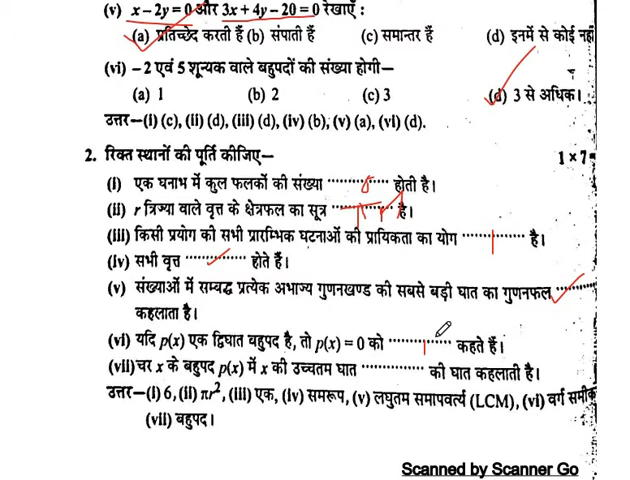 (v) x − 2y = 0 और 3x + 4y − 20 = 0 रेखाएँ :
(a) प्रतिच्छेद करती हैं (b) संपाती हैं (c) समान्तर हैं (d) इनमें से कोई नहीं
(vi) −2 एवं 5 शून्यक वाले बहुपदों की संख्या होगी−
(a) 1 (b) 2 (c) 3 (d) 3 से अधिक।
उत्तर−(i) (c), (ii) (d), (iii) (d), (iv) (b), (v) (a), (vi) (d).
2. रिक्त स्थानों की पूर्ति कीजिए− 1 × 7 =
(i) एक घनाभ में कुल फलकों की संख्या ............... 6 होती है।
(ii) r त्रिज्या वाले वृत्त के क्षेत्रफल का सूत्र ............... है।
(iii) किसी प्रयोग की सभी प्रारम्भिक घटनाओं की प्रायिकता का योग ............... है।
(iv) सभी वृत्त ............... होते हैं।
(v) संख्याओं में सम्बद्ध प्रत्येक अभाज्य गुणनखण्ड की सबसे बड़ी घात का गुणनफल ...........
कहलाता है।
(vi) यदि p(x) एक द्विघात बहुपद है, तो p(x) = 0 को ............... कहते हैं।
(vii) चर x के बहुपद p(x) में x की उच्चतम घात ............... की घात कहलाती है।
उत्तर−(i) 6, (ii) πr², (iii) एक, (iv) समरूप, (v) लघुतम समापवर्त्य (LCM), (vi) वर्ग समीक
(vii) बहुपद।
Scanned by Scanner Go